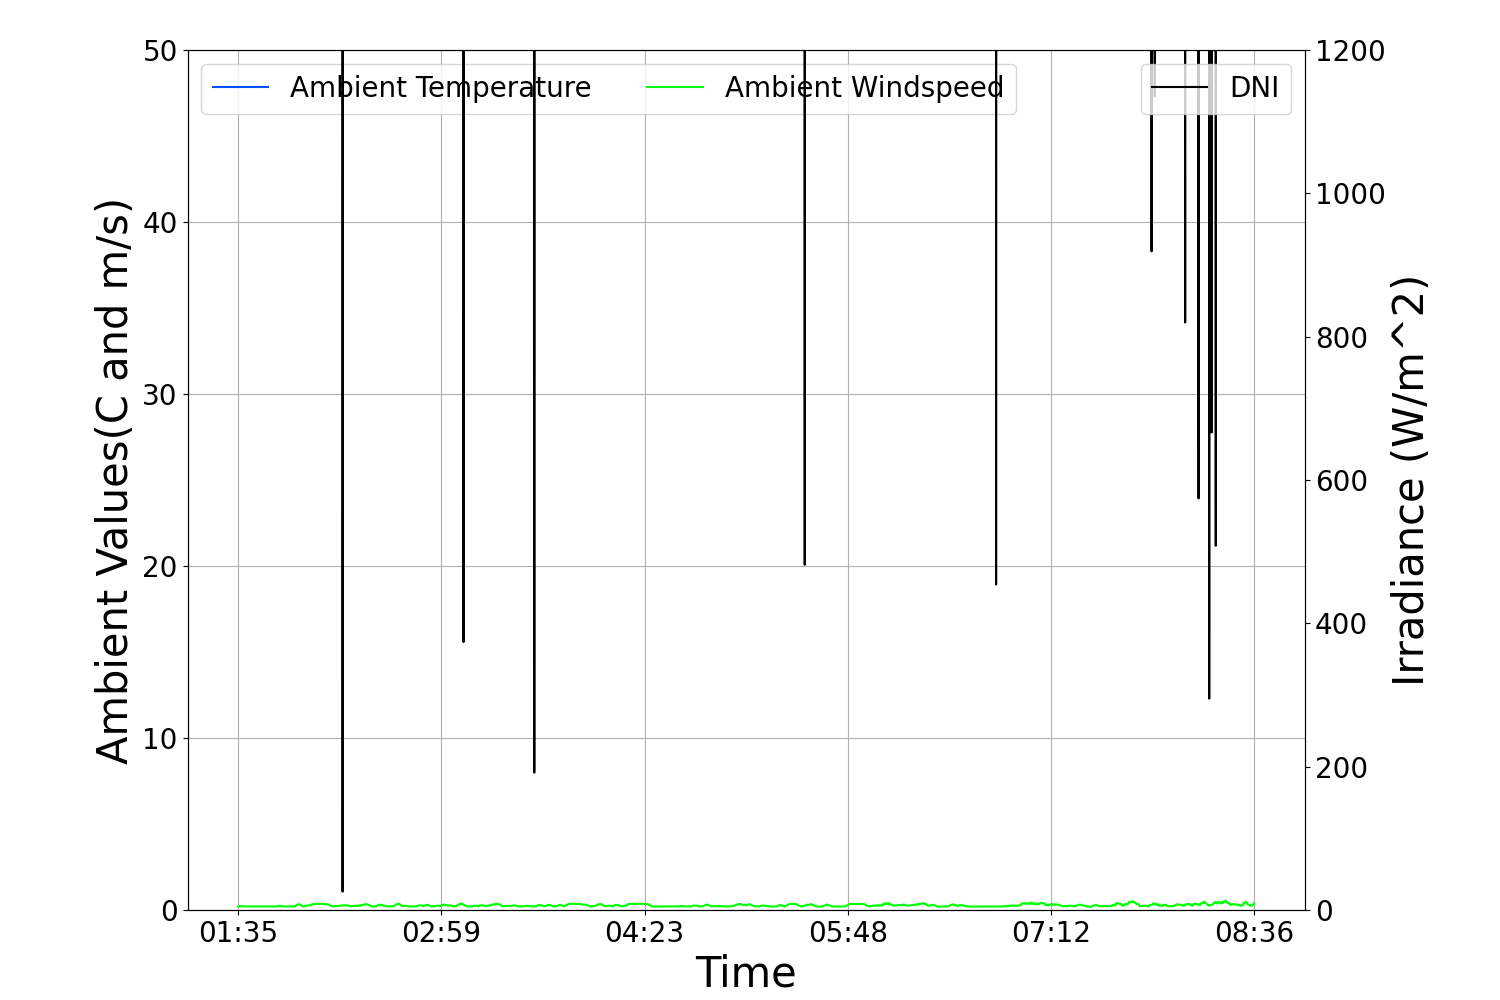 Ambient Temperature
Ambient Windspeed
DNI
Ambient Values(C and m/s)
50
40
30
20
10
0
1200
1000
800
600
400
200
0
Irradiance (W/m^2)
01:35 02:59 04:23 05:48 07:12 08:36
Time